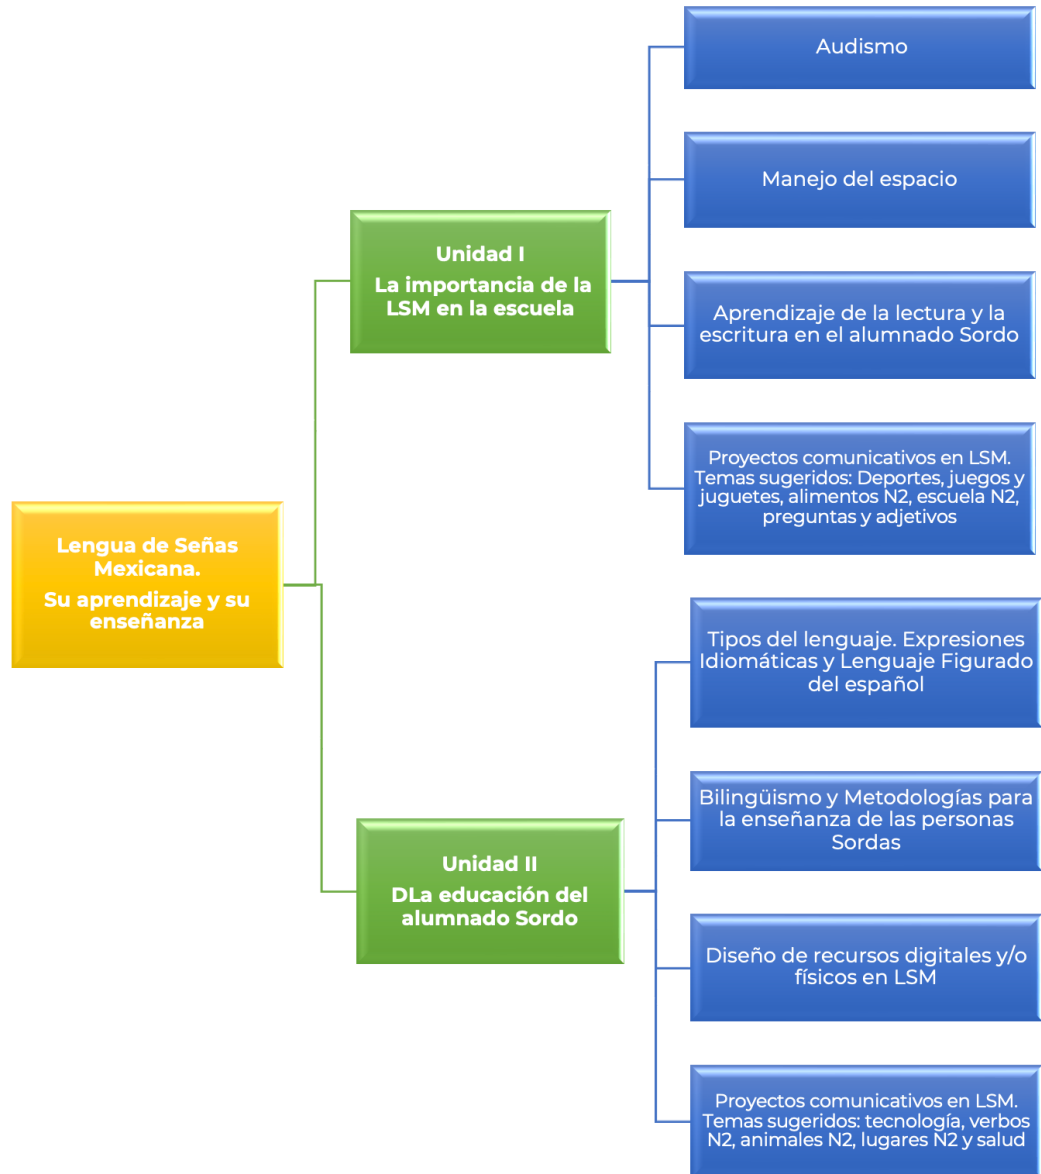 Lengua de Señas
Mexicana.
Su aprendizaje y su
enseñanza
Unidad I
La importancia de la
LSM en la escuela
Audismo
Manejo del espacio
Aprendizaje de la lectura y la
escritura en el alumnado Sordo
Proyectos comunicativos en LSM.
Temas sugeridos: Deportes, juegos y
juguetes, alimentos N2, escuela N2,
preguntas y adjetivos
Unidad II
DLa educación del
alumnado Sordo
Tipos del lenguaje. Expresiones
Idiomáticas y Lenguaje Figurado
del español
Bilingüismo y Metodologías para
la enseñanza de las personas
Sordas
Diseño de recursos digitales y/o
físicos en LSM
Proyectos comunicativos en LSM.
Temas sugeridos: tecnología, verbos
N2, animales N2, lugares N2 y salud